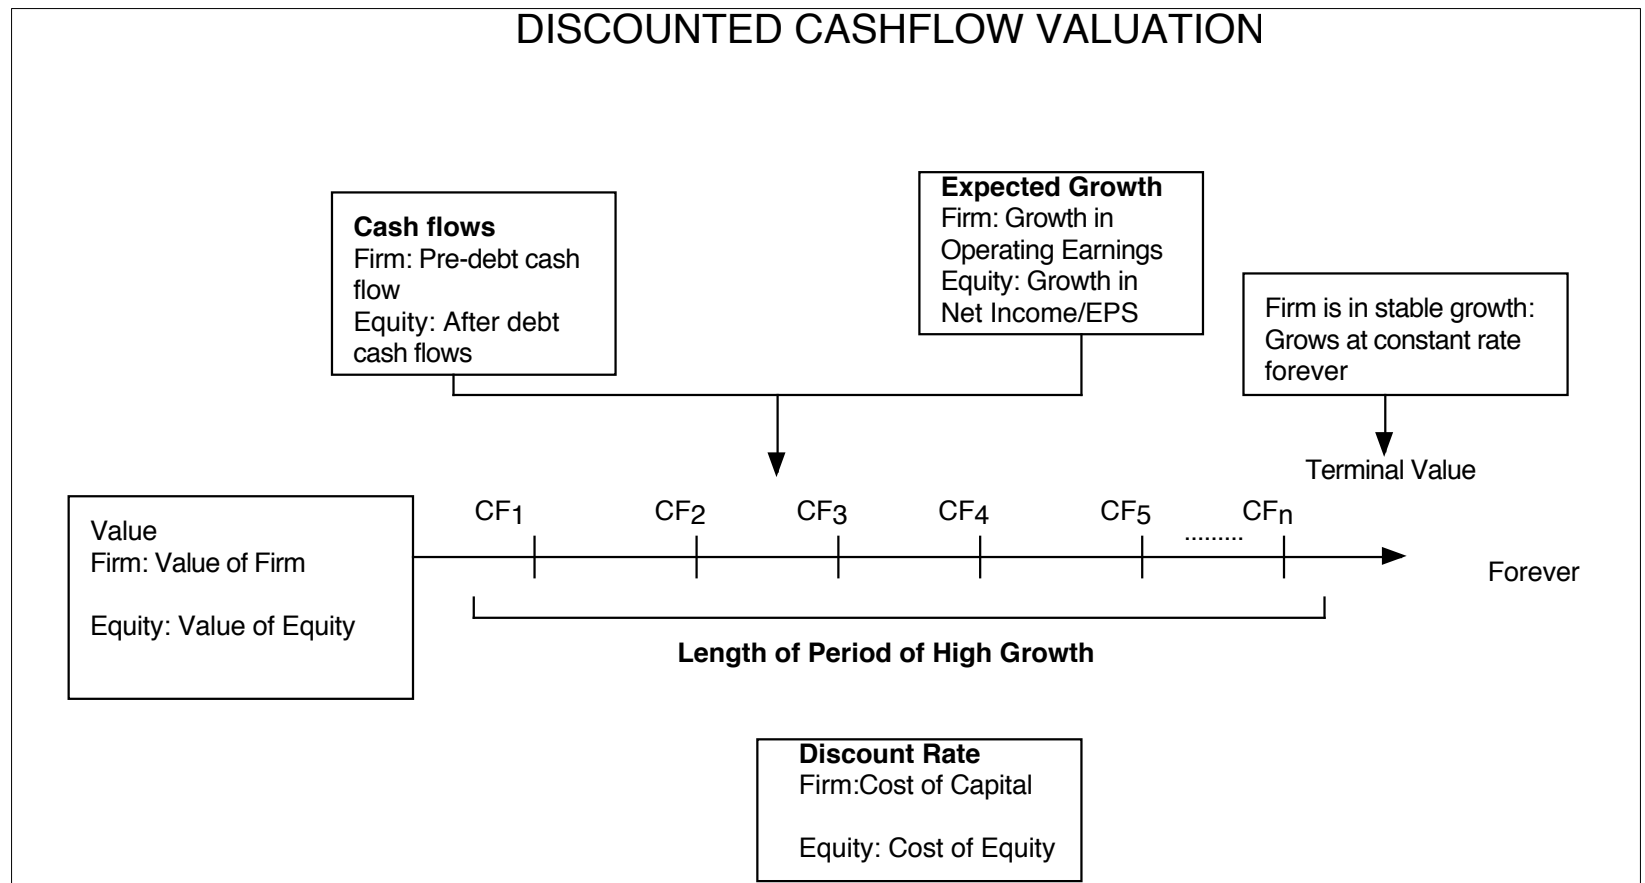 DISCOUNTED CASHFLOW VALUATION
Cash flows
Firm: Pre-debt cash
flow
Equity: After debt
cash flows
Expected Growth
Firm: Growth in
Operating Earnings
Equity: Growth in
Net Income/EPS
Firm is in stable growth:
Grows at constant rate
forever
Terminal Value
Value
Firm: Value of Firm
Equity: Value of Equity
CF1 CF2 CF3 CF4 CF5 ......... CFn
Forever
Length of Period of High Growth
Discount Rate
Firm:Cost of Capital
Equity: Cost of Equity